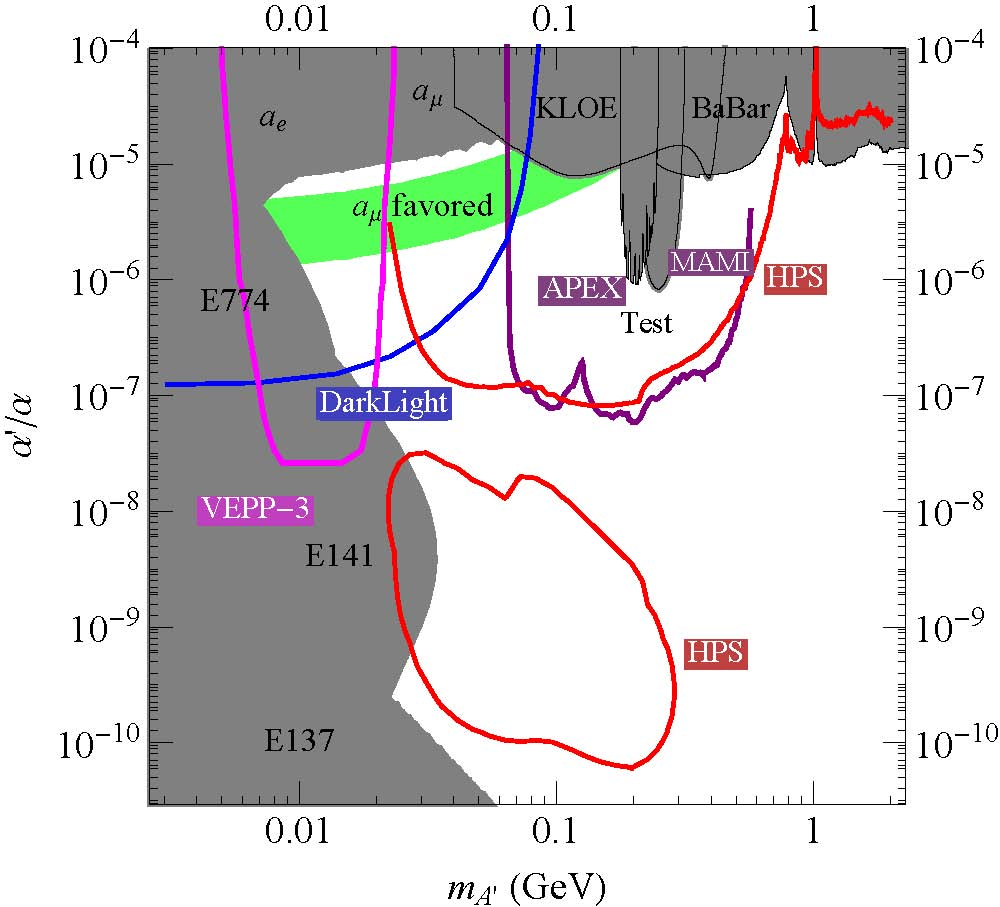 0.01 0.1 1
10⁻⁴ 10⁻⁴
a_e a_μ KLOE BaBar
10⁻⁵ 10⁻⁵
a_μ favored
10⁻⁶ E774 APEX MAMI HPS 10⁻⁶
Test
10⁻⁷ DarkLight 10⁻⁷
α'/α
10⁻⁸ VEPP−3 10⁻⁸
E141
10⁻⁹ HPS 10⁻⁹
10⁻¹⁰ E137 10⁻¹⁰
0.01 0.1 1
m_A' (GeV)